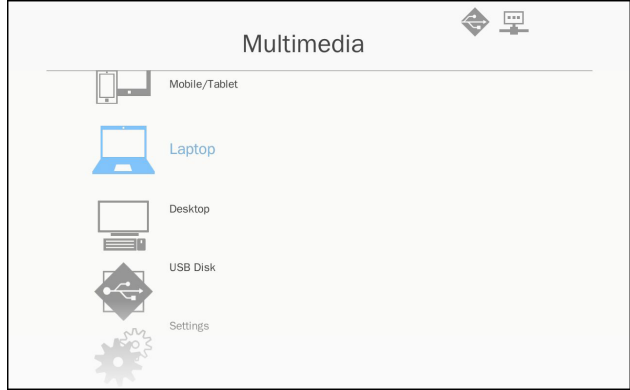 Multimedia
Mobile/Tablet
Laptop
Desktop
USB Disk
Settings